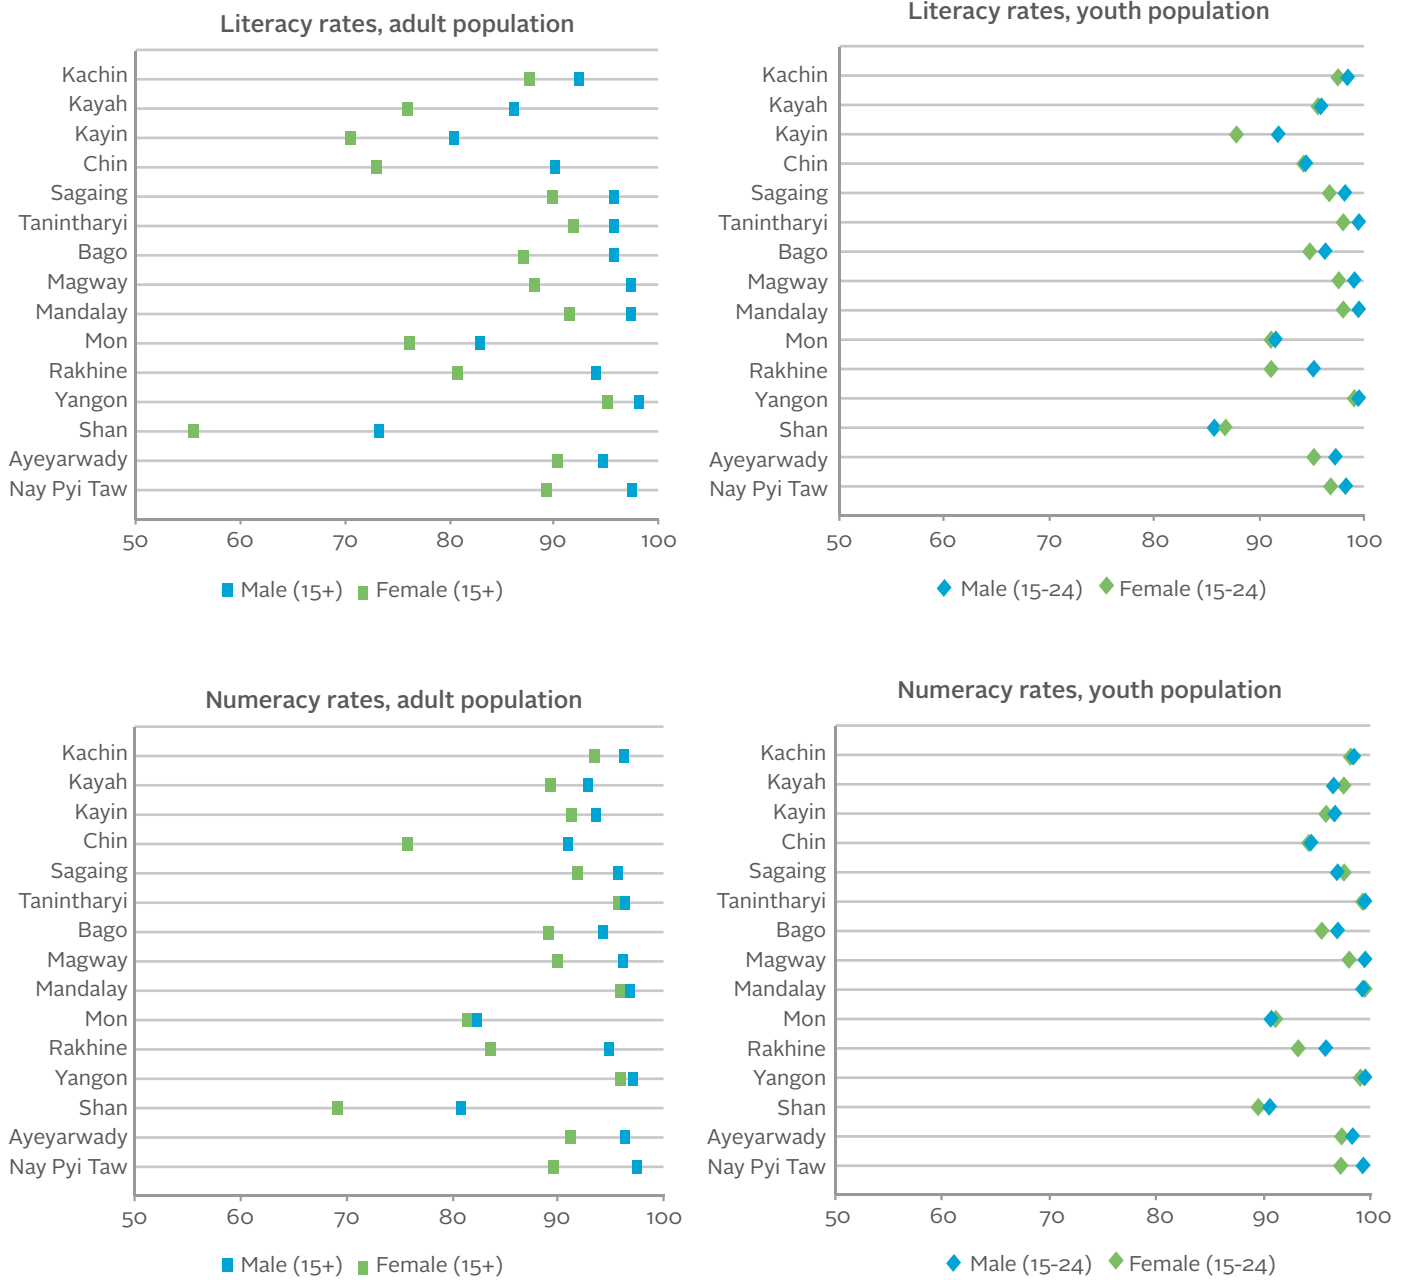 Literacy rates, adult population
Kachin
Kayah
Kayin
Chin
Sagaing
Tanintharyi
Bago
Magway
Mandalay
Mon
Rakhine
Yangon
Shan
Ayeyarwady
Nay Pyi Taw
50 60 70 80 90 100
Male (15+) Female (15+)
Literacy rates, youth population
Kachin
Kayah
Kayin
Chin
Sagaing
Tanintharyi
Bago
Magway
Mandalay
Mon
Rakhine
Yangon
Shan
Ayeyarwady
Nay Pyi Taw
50 60 70 80 90 100
Male (15-24) Female (15-24)
Numeracy rates, adult population
Kachin
Kayah
Kayin
Chin
Sagaing
Tanintharyi
Bago
Magway
Mandalay
Mon
Rakhine
Yangon
Shan
Ayeyarwady
Nay Pyi Taw
50 60 70 80 90 100
Male (15+) Female (15+)
Numeracy rates, youth population
Kachin
Kayah
Kayin
Chin
Sagaing
Tanintharyi
Bago
Magway
Mandalay
Mon
Rakhine
Yangon
Shan
Ayeyarwady
Nay Pyi Taw
50 60 70 80 90 100
Male (15-24) Female (15-24)